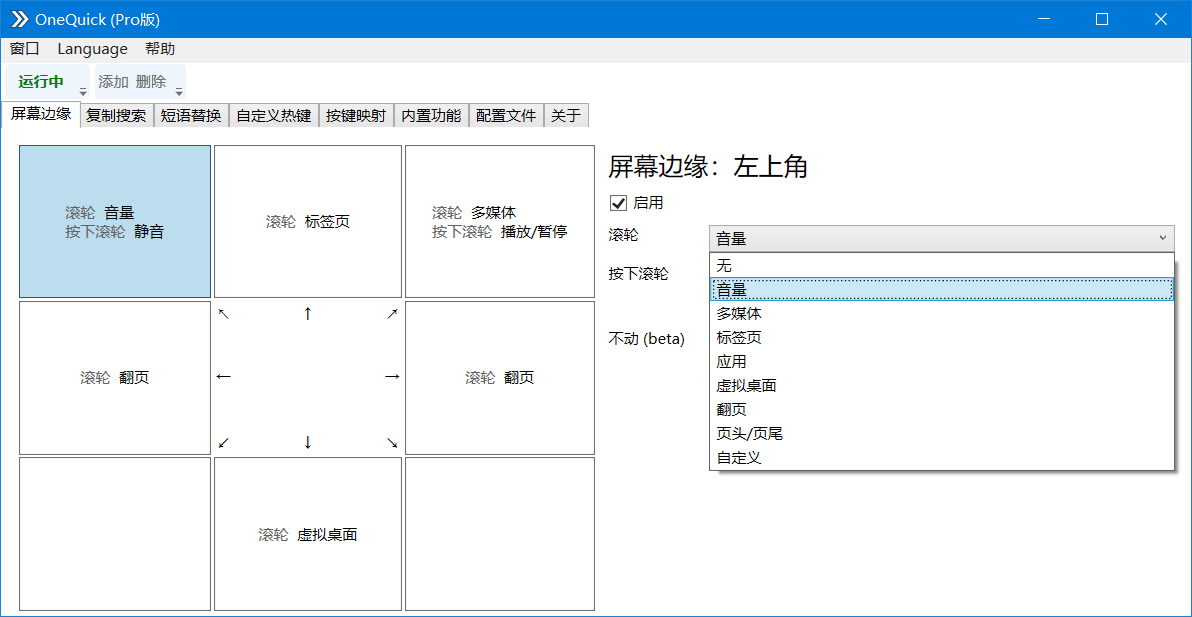 OneQuick (Pro版)
窗口 Language 帮助
运行中 添加 删除
屏幕边缘 复制搜索 短语替换 自定义热键 按键映射 内置功能 配置文件 关于
滚轮 音量
按下滚轮 静音
滚轮 标签页
滚轮 多媒体
按下滚轮 播放/暂停
↖ ↑ ↗
滚轮 翻页
← →
滚轮 翻页
↙ ↓ ↘
滚轮 虚拟桌面
屏幕边缘：左上角
启用
滚轮 音量
按下滚轮
不动 (beta)
无
音量
多媒体
标签页
应用
虚拟桌面
翻页
页头/页尾
自定义